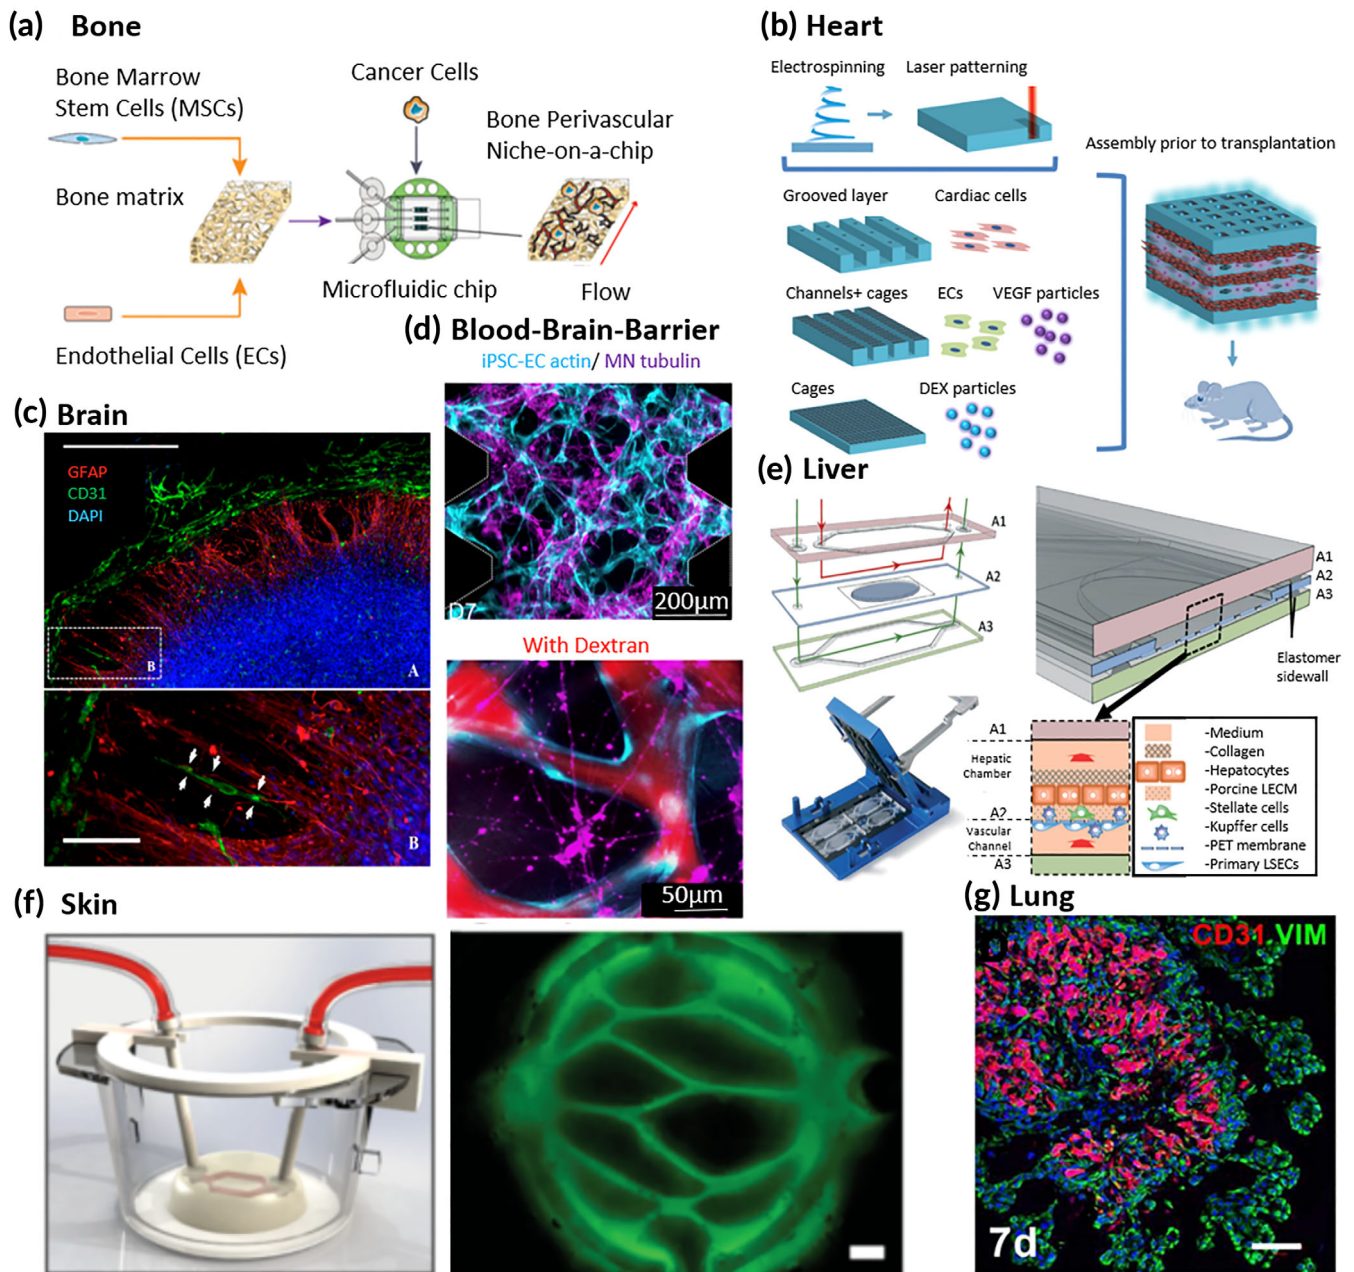 (a) Bone
Bone Marrow
Stem Cells (MSCs)
Cancer Cells
Bone Perivascular
Niche-on-a-chip
Bone matrix
Microfluidic chip
Flow
Endothelial Cells (ECs)
(b) Heart
Electrospinning
Laser patterning
Assembly prior to transplantation
Grooved layer
Cardiac cells
Channels+ cages
ECs
VEGF particles
Cages
DEX particles
(c) Brain
GFAP
CD31
DAPI
B
A
B
(d) Blood-Brain-Barrier
iPSC-EC actin/ MN tubulin
D7
200µm
With Dextran
50µm
(e) Liver
A1
A2
A3
A1
A2
A3
Elastomer
sidewall
A1
Hepatic
Chamber
A2
Vascular
Channel
A3
-Medium
-Collagen
-Hepatocytes
-Porcine LECM
-Stellate cells
-Kupffer cells
-PET membrane
-Primary LSECs
(f) Skin
(g) Lung
CD31 VIM
7d